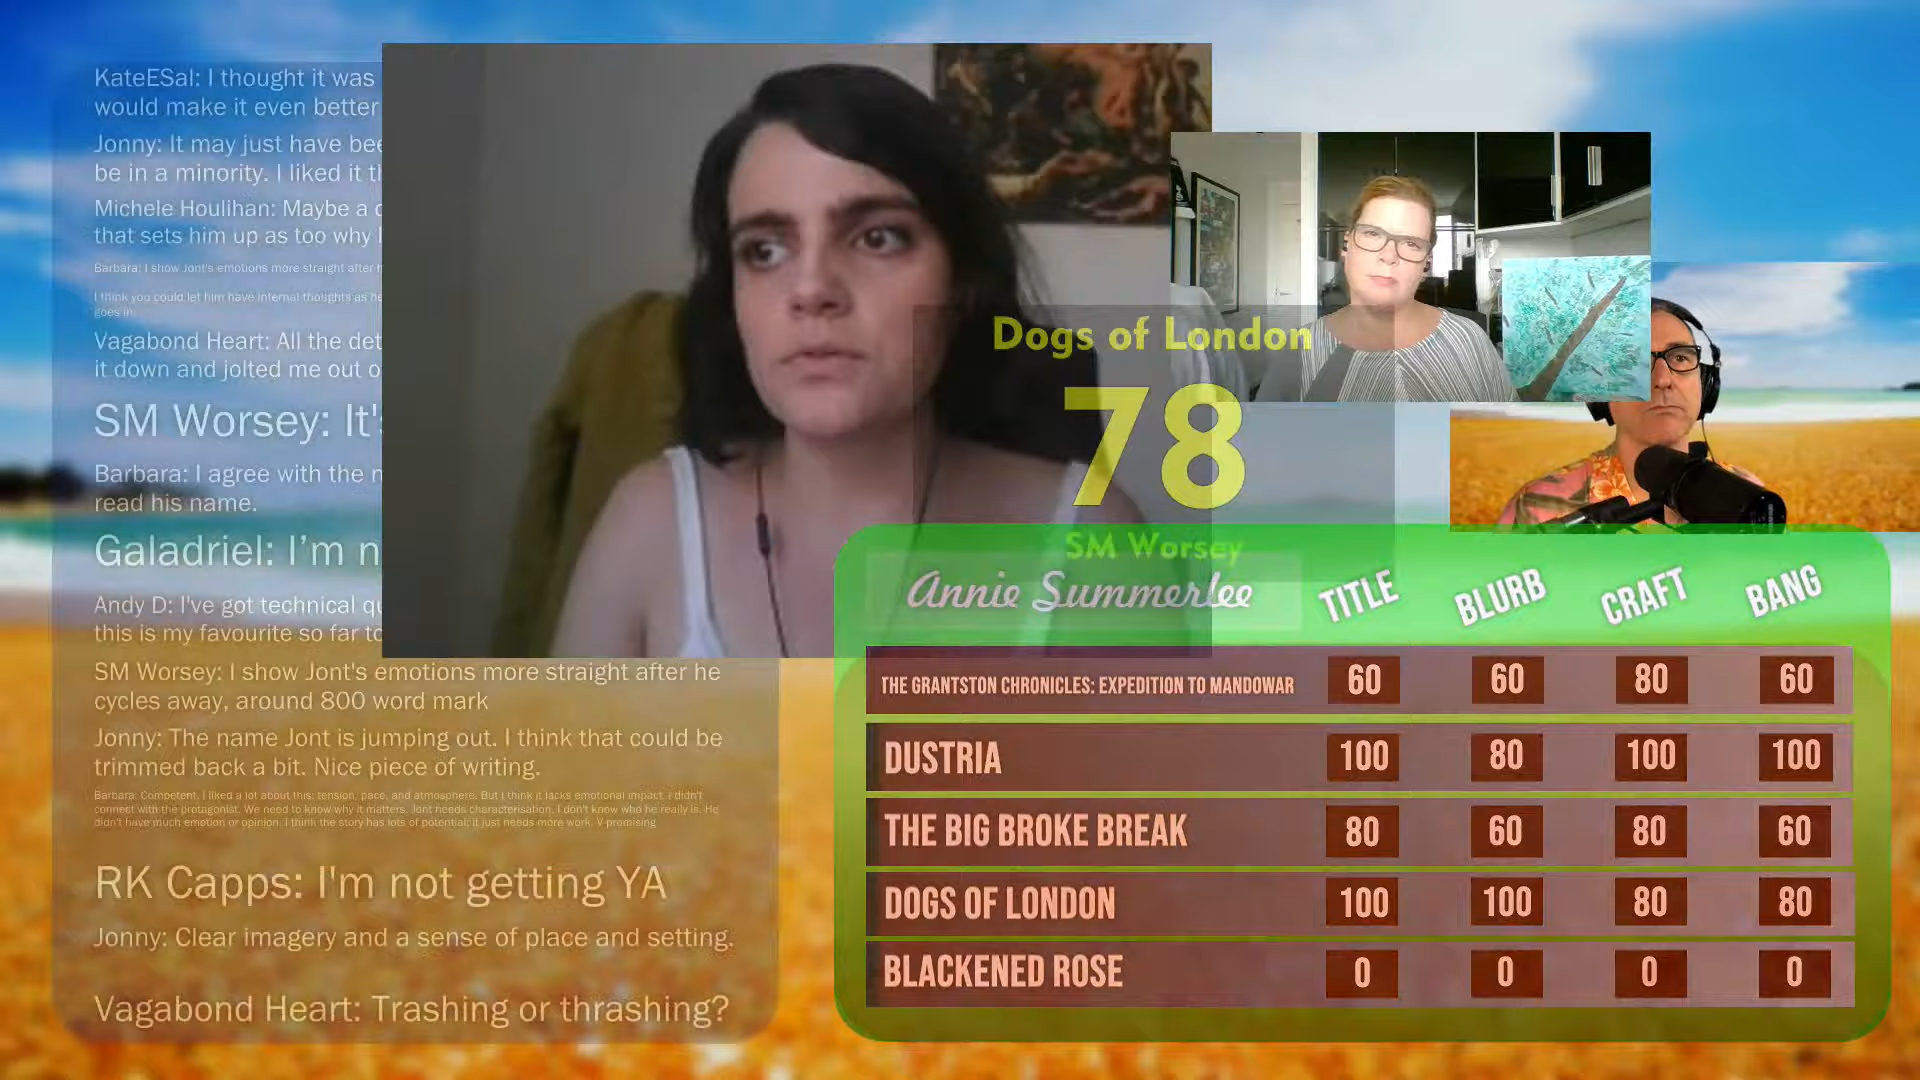 KateESal: I thought it was
would make it even better
Jonny: It may just have bee
be in a minority. I liked it
Michele Houlihan: Maybe a
that sets him up as too why
Barbara: I show Jont's emotions more straight after
I think you could let him have internal thoughts as he
goes in.
Vagabond Heart: All the det
it down and jolted me out o
SM Worsey: It's
Barbara: I agree with the n
read his name.
Galadriel: I'm n
Andy D: I've got technical qu
this is my favourite so far to
SM Worsey: I show Jont's emotions more straight after he
cycles away, around 800 word mark
Jonny: The name Jont is jumping out. I think that could be
trimmed back a bit. Nice piece of writing.
Barbara: Competent. I liked a lot about this: tension, pace, and atmosphere. But I think it lacks emotional impact. I didn't
connect with the protagonist. We need to know why it matters. Jont needs characterisation. I don't know who he really is. He
didn't have much emotion or opinion. I think the story has lots of potential; it just needs more work. V-promising
RK Capps: I'm not getting YA
Jonny: Clear imagery and a sense of place and setting.
Vagabond Heart: Trashing or thrashing?
Dogs of London
78
SM Worsey
Annie Summerlee TITLE BLURB CRAFT BANG
THE GRANTSTON CHRONICLES: EXPEDITION TO MANDOWAR 60 60 80 60
DUSTRIA 100 80 100 100
THE BIG BROKE BREAK 80 60 80 60
DOGS OF LONDON 100 100 80 80
BLACKENED ROSE 0 0 0 0